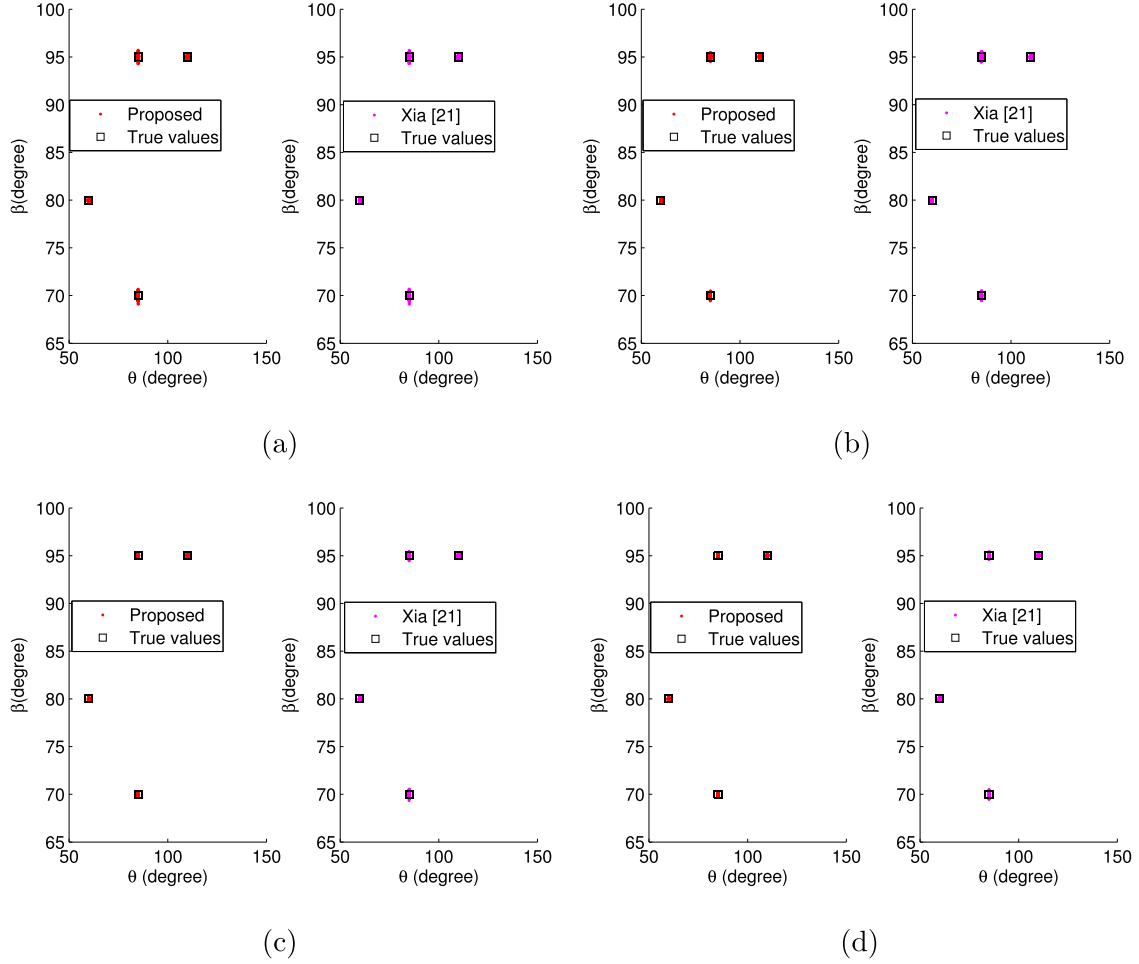 100
95
90
85
80
75
70
65
50
100
150
β(degree)
θ (degree)
Proposed
True values
100
95
90
85
80
75
70
65
50
100
150
β(degree)
θ (degree)
Xia [21]
True values
(a)
100
95
90
85
80
75
70
65
50
100
150
β(degree)
θ (degree)
Proposed
True values
100
95
90
85
80
75
70
65
50
100
150
β(degree)
θ (degree)
Xia [21]
True values
(b)
100
95
90
85
80
75
70
65
50
100
150
β(degree)
θ (degree)
Proposed
True values
100
95
90
85
80
75
70
65
50
100
150
β(degree)
θ (degree)
Xia [21]
True values
(c)
100
95
90
85
80
75
70
65
50
100
150
β(degree)
θ (degree)
Proposed
True values
100
95
90
85
80
75
70
65
50
100
150
β(degree)
θ (degree)
Xia [21]
True values
(d)